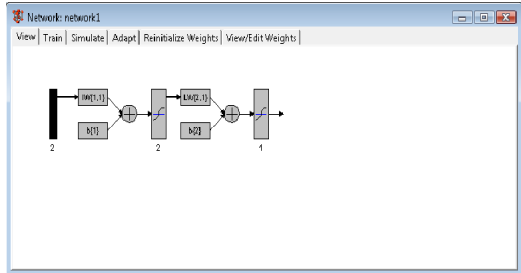 Network: network1
View Train Simulate Adapt Reinitialize Weights View/Edit Weights
IW{1,1} LW{2,1}
b{1} b{2}
2 2 1